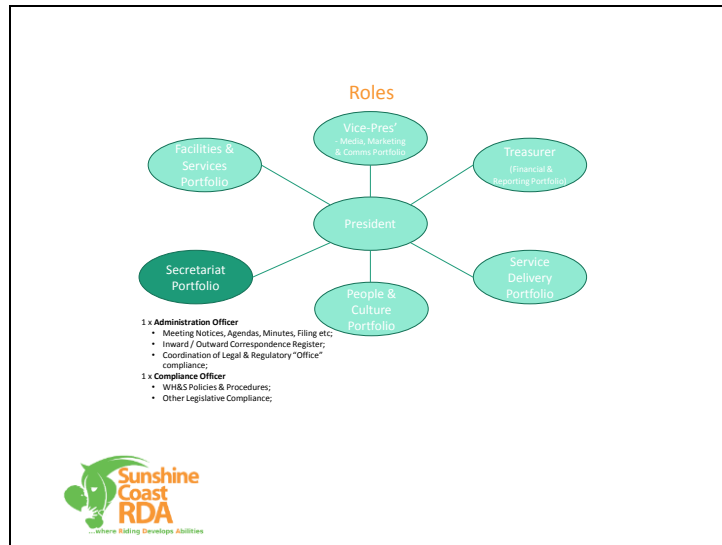 Roles
Vice-Pres'
- Media, Marketing
& Comms Portfolio
Facilities &
Services
Portfolio
Treasurer
(Financial &
Reporting Portfolio)
President
Secretariat
Portfolio
Service
Delivery
Portfolio
People &
Culture
Portfolio
1 x Administration Officer
• Meeting Notices, Agendas, Minutes, Filing etc;
• Inward / Outward Correspondence Register;
• Coordination of Legal & Regulatory "Office"
compliance;
1 x Compliance Officer
• WH&S Policies & Procedures;
• Other Legislative Compliance;
Sunshine
Coast
RDA
...where Riding Develops Abilities